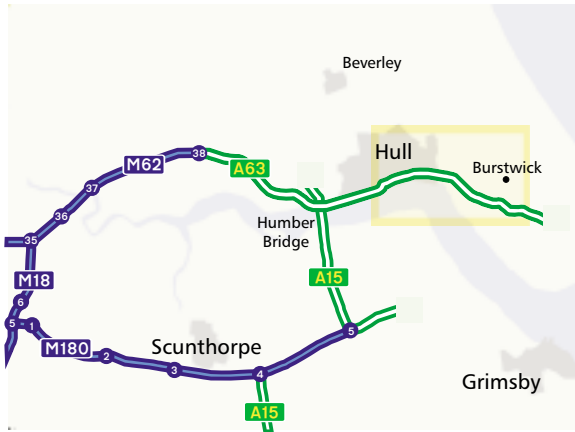 Beverley
38
M62
A63
Hull
Burstwick
37
36
Humber
Bridge
35
M18
A15
6
5
1
5
M180
Scunthorpe
2
3
4
Grimsby
A15